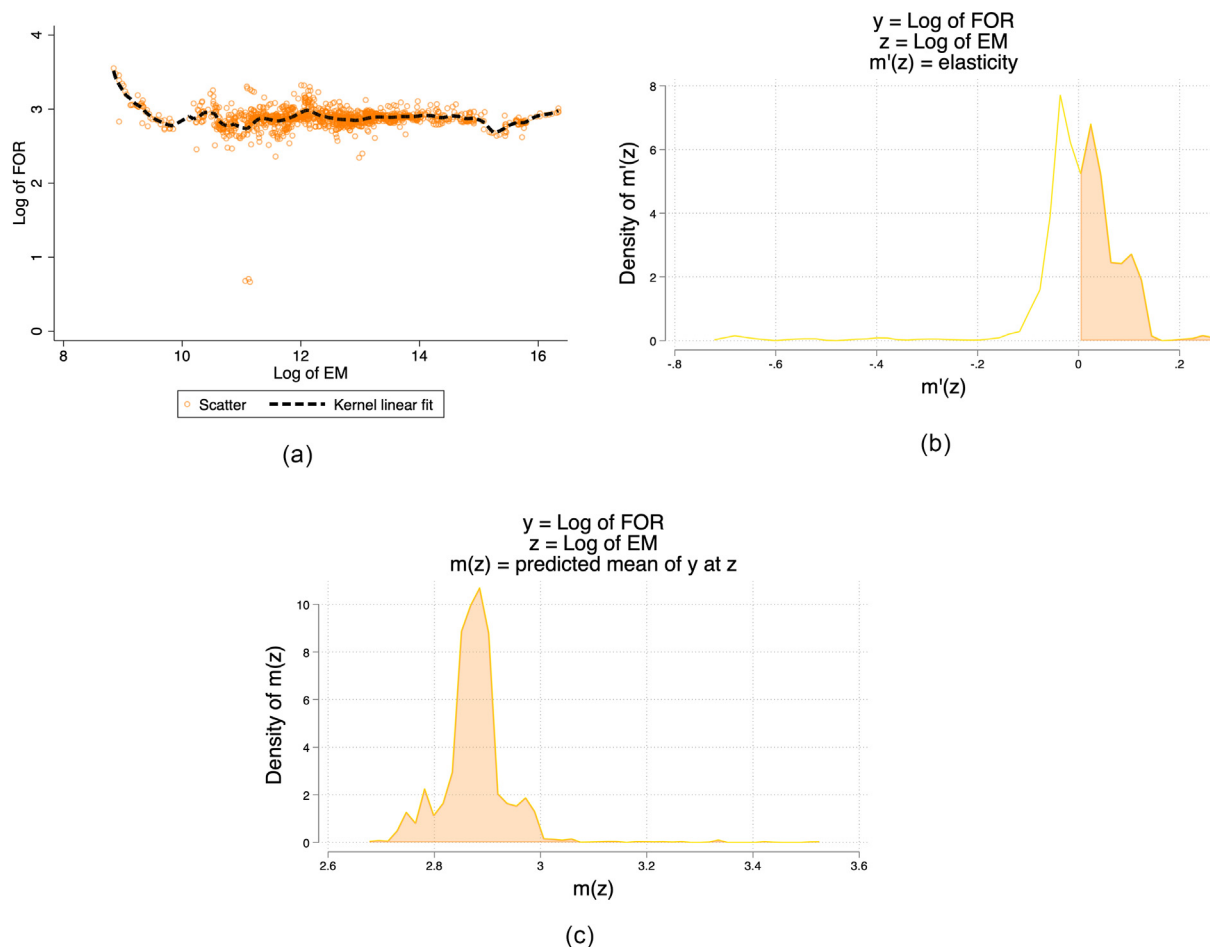 4
3
2
1
0
Log of FOR
8
10
12
14
16
Log of EM
Scatter
Kernel linear fit
(a)
y = Log of FOR
z = Log of EM
m'(z) = elasticity
8
6
4
2
0
Density of m'(z)
-.8
-.6
-.4
-.2
0
.2
m'(z)
(b)
y = Log of FOR
z = Log of EM
m(z) = predicted mean of y at z
10
8
6
4
2
0
Density of m(z)
2.6
2.8
3
3.2
3.4
3.6
m(z)
(c)